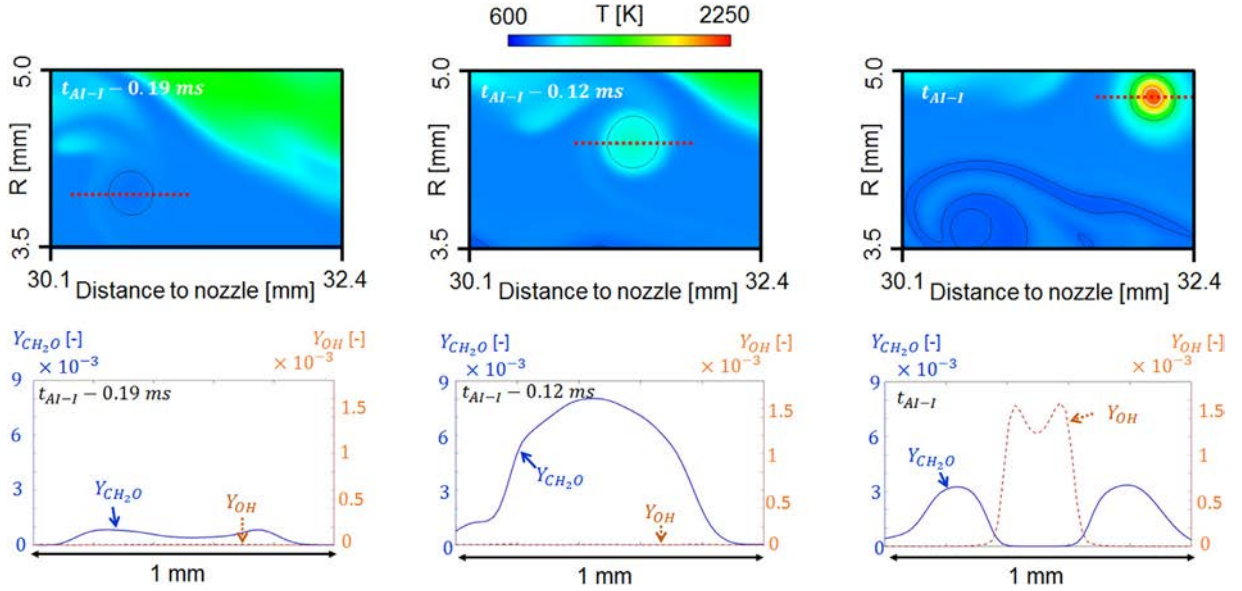 T [K]
600
2250
5.0
R [mm]
3.5
t_{AI-I} − 0.19 ms
30.1
Distance to nozzle [mm]
32.4
5.0
R [mm]
3.5
t_{AI-I} − 0.12 ms
30.1
Distance to nozzle [mm]
32.4
5.0
R [mm]
3.5
t_{AI-I}
30.1
Distance to nozzle [mm]
32.4
Y_{CH_2O} [-]
× 10^{-3}
Y_{OH} [-]
× 10^{-3}
t_{AI-I} − 0.19 ms
9
6
3
0
1.5
1
0.5
0
Y_{CH_2O}
Y_{OH}
1 mm
Y_{CH_2O} [-]
× 10^{-3}
Y_{OH} [-]
× 10^{-3}
t_{AI-I} − 0.12 ms
9
6
3
0
1.5
1
0.5
0
Y_{CH_2O}
Y_{OH}
1 mm
Y_{CH_2O} [-]
× 10^{-3}
Y_{OH} [-]
× 10^{-3}
t_{AI-I}
9
6
3
0
1.5
1
0.5
0
Y_{CH_2O}
Y_{OH}
1 mm